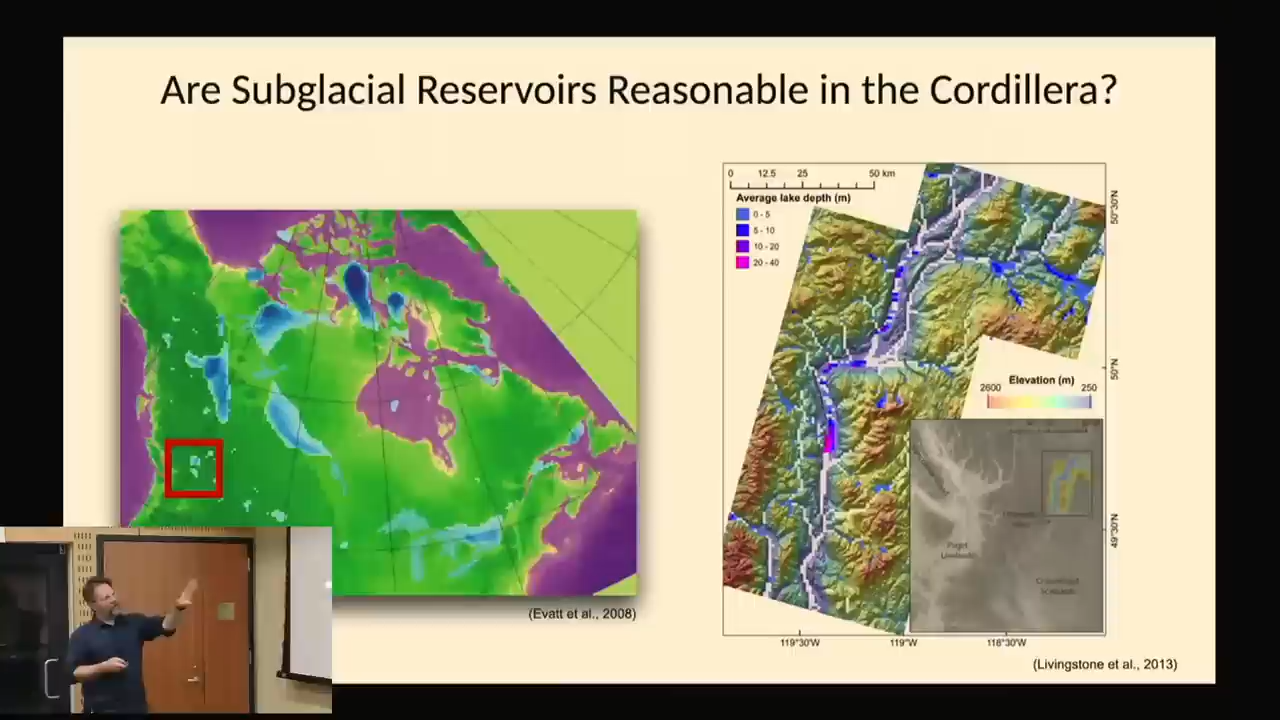 Are Subglacial Reservoirs Reasonable in the Cordillera?
0 12.5 25 50 km
Average lake depth (m)
0 - 5
5 - 10
10 - 20
20 - 40
50°30'N
50°N
Elevation (m)
2600 250
49°30'N
Puget
119°30'W 119°W 118°30'W
(Evatt et al., 2008)
(Livingstone et al., 2013)